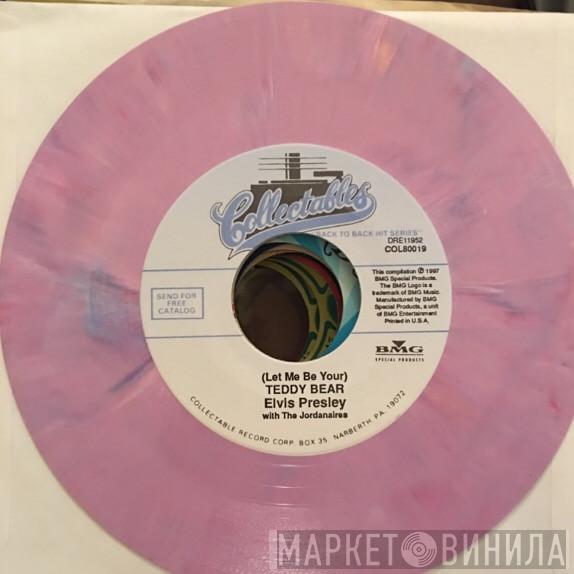 Collectables
BACK TO BACK HIT SERIES™
DRE11952
COL80019
This compilation ℗ 1997
BMG Special Products.
The BMG Logo is a
trademark of BMG Music.
Manufactured by BMG
Special Products, a unit
of BMG Entertainment
Printed in U.S.A.
SEND FOR
FREE
CATALOG
BMG
SPECIAL PRODUCTS
(Let Me Be Your)
TEDDY BEAR
Elvis Presley
with The Jordanaires
COLLECTABLE RECORD CORP. BOX 35, NARBERTH, PA. 19072
МАРКЕТ ВИНИЛА